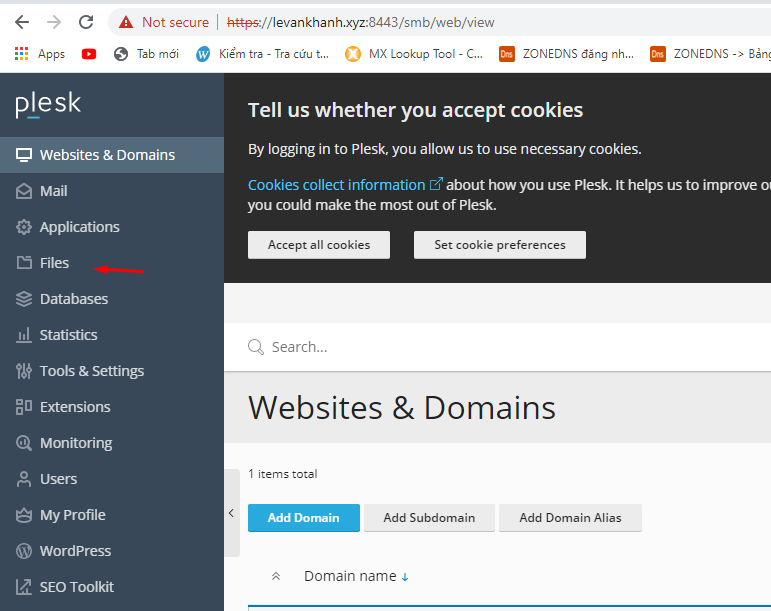 Not secure | https://levankhanh.xyz:8443/smb/web/view
Apps Tab mới Kiểm tra - Tra cứu t... MX Lookup Tool - C... Dns ZONEDNS đăng nh... Dns ZONEDNS -> Bảng
plesk
Websites & Domains
Mail
Applications
Files
Databases
Statistics
Tools & Settings
Extensions
Monitoring
Users
My Profile
WordPress
SEO Toolkit
Tell us whether you accept cookies
By logging in to Plesk, you allow us to use necessary cookies.
Cookies collect information about how you use Plesk. It helps us to improve
you could make the most out of Plesk.
Accept all cookies Set cookie preferences
Search...
Websites & Domains
1 items total
Add Domain Add Subdomain Add Domain Alias
Domain name ↓